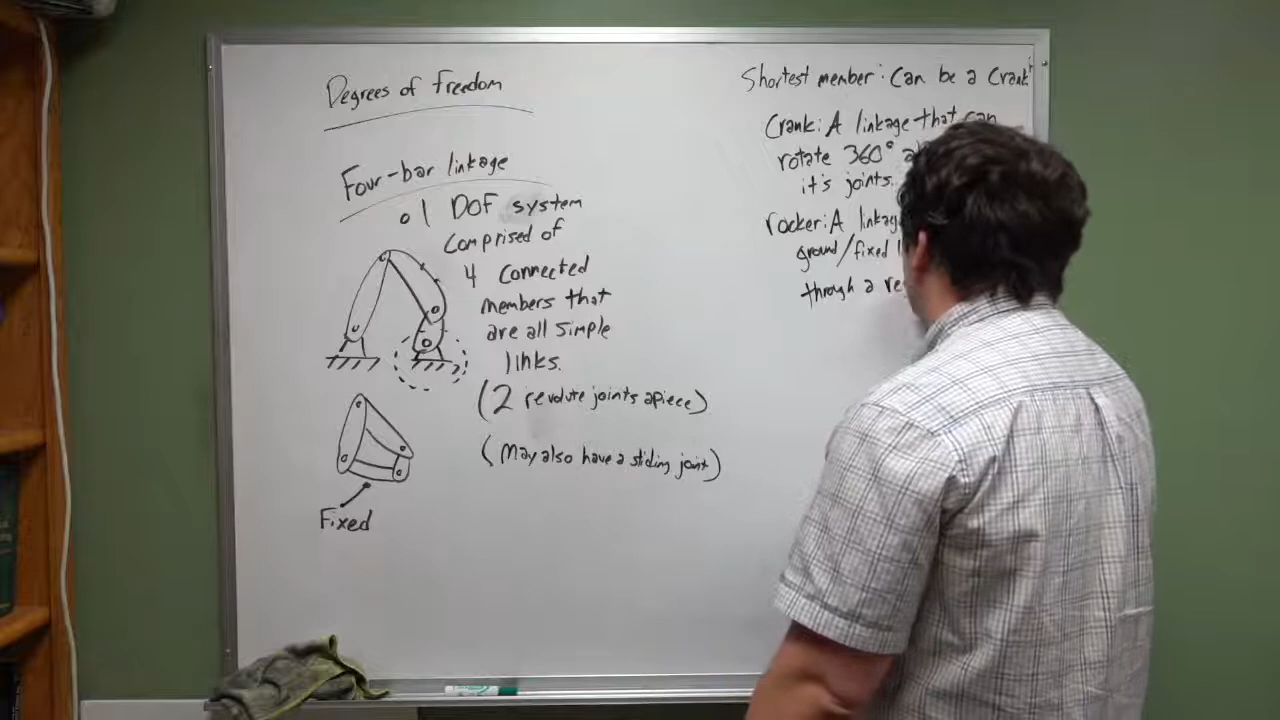 Degrees of freedom
Four-bar linkage
o 1 DOF system
Comprised of
4 Connected
members that
are all simple
links.
(2 revolute joints apiece)
(May also have a sliding joint)
Fixed
Shortest member: Can be a Crank
Crank: A linkage that can
rotate 360°
it's joints.
rocker: A
ground/fixed
through a